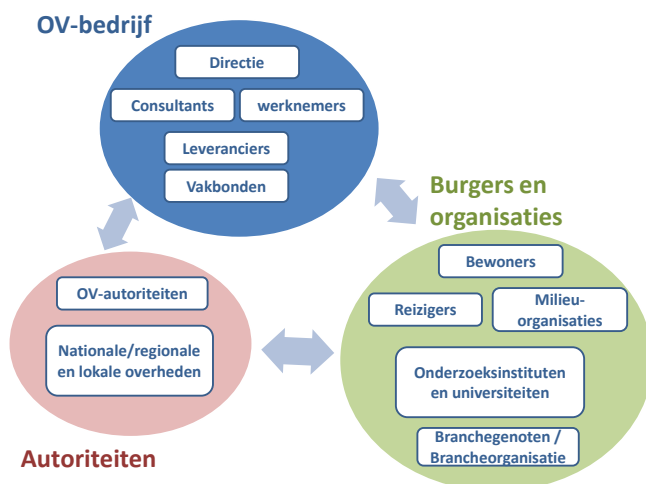 OV-bedrijf
Directie
Consultants
werknemers
Leveranciers
Vakbonden
Burgers en
organisaties
Bewoners
Reizigers
Milieu-
organisaties
Onderzoeksinstituten
en universiteiten
Branchegenoten /
Brancheorganisatie
OV-autoriteiten
Nationale/regionale
en lokale overheden
Autoriteiten